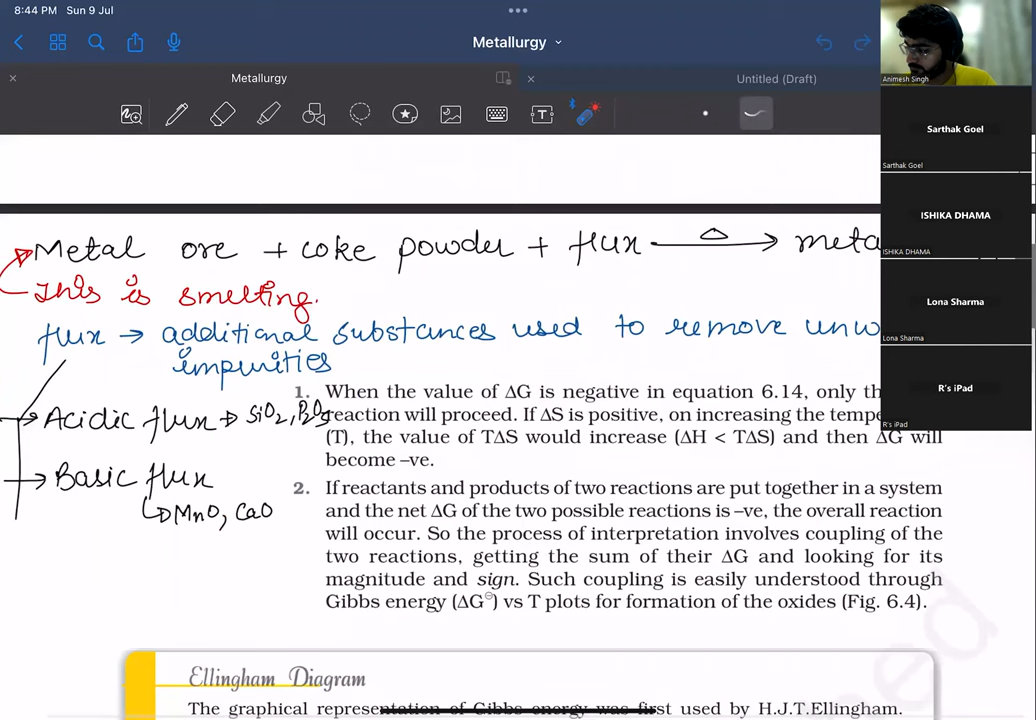 8:44 PM Sun 9 Jul
Metallurgy
Metallurgy
Untitled (Draft)
Animesh Singh
Sarthak Goel
Sarthak Goel
ISHIKA DHAMA
ISHIKA DHAMA
Lona Sharma
Lona Sharma
R's iPad
R's iPad
Metal ore + coke powder + flux △ → meta
This is smelting.
flux → additional substances used to remove unw
impurities
Acidic flux → SiO2, P2O5
Basic flux
↳ MnO, CaO
1. When the value of ΔG is negative in equation 6.14, only th
reaction will proceed. If ΔS is positive, on increasing the tempe
(T), the value of TΔS would increase (ΔH < TΔS) and then ΔG will
become –ve.
2. If reactants and products of two reactions are put together in a system
and the net ΔG of the two possible reactions is –ve, the overall reaction
will occur. So the process of interpretation involves coupling of the
two reactions, getting the sum of their ΔG and looking for its
magnitude and sign. Such coupling is easily understood through
Gibbs energy (ΔG⊖) vs T plots for formation of the oxides (Fig. 6.4).
Ellingham Diagram
The graphical representation of Gibbs energy was first used by H.J.T.Ellingham.